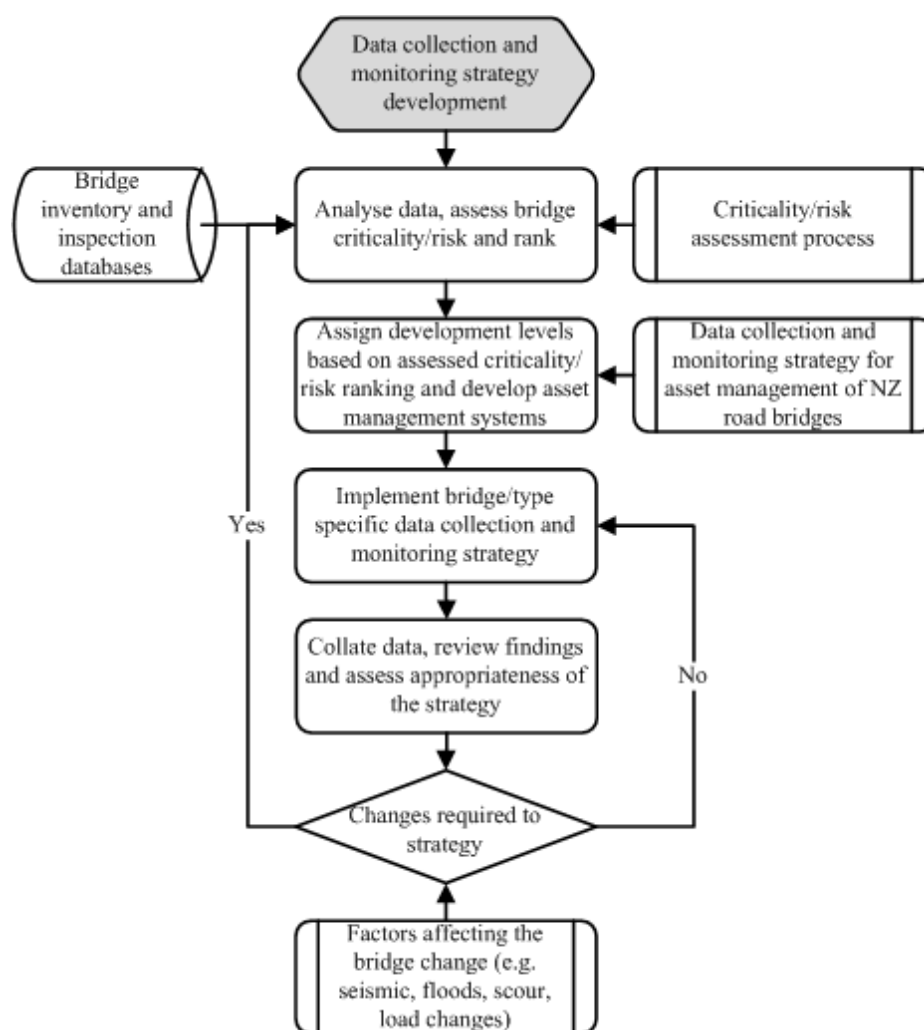 Data collection and
monitoring strategy
development
Bridge
inventory and
inspection
databases
Analyse data, assess bridge
criticality/risk and rank
Criticality/risk
assessment process
Assign development levels
based on assessed criticality/
risk ranking and develop asset
management systems
Data collection and
monitoring strategy for
asset management of NZ
road bridges
Implement bridge/type
specific data collection and
monitoring strategy
Yes
Collate data, review findings
and assess appropriateness of
the strategy
No
Changes required to
strategy
Factors affecting the
bridge change (e.g.
seismic, floods, scour,
load changes)